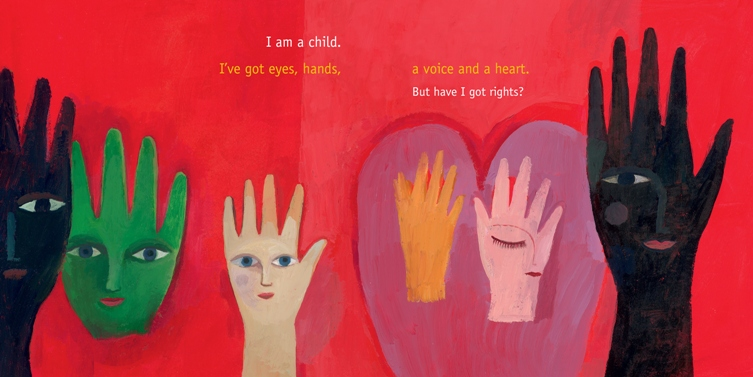 I am a child.
I've got eyes, hands,
a voice and a heart.
But have I got rights?